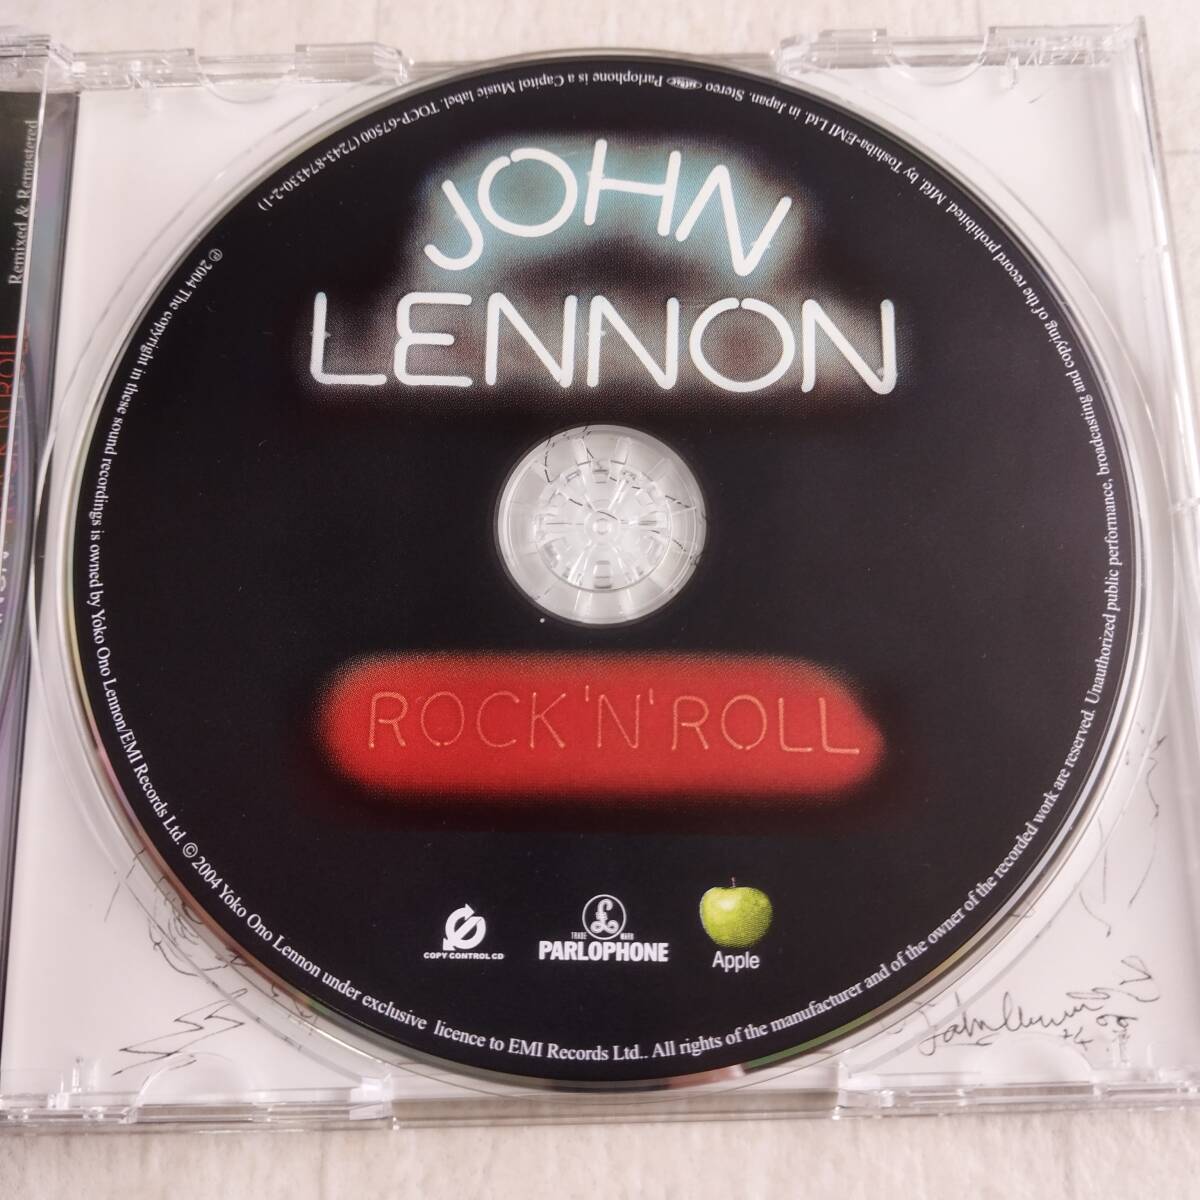 JOHN
LENNON
ROCK 'N' ROLL
COPY CONTROL CD
TRADE MARK
PARLOPHONE
Apple
℗ 2004 The copyright in these sound recordings is owned by Yoko Ono Lennon/EMI Records Ltd. © 2004 Yoko Ono Lennon under exclusive licence to EMI Records Ltd.. All rights of the manufacturer and of the owner of the recorded work are reserved. Unauthorized public performance, broadcasting and copying of the record prohibited. Mfd. by Toshiba-EMI Ltd. in Japan. Stereo Parlophone is a Capitol Music label. TOCP-67500 (7243-874330-2-1)
Remixed & Remastered